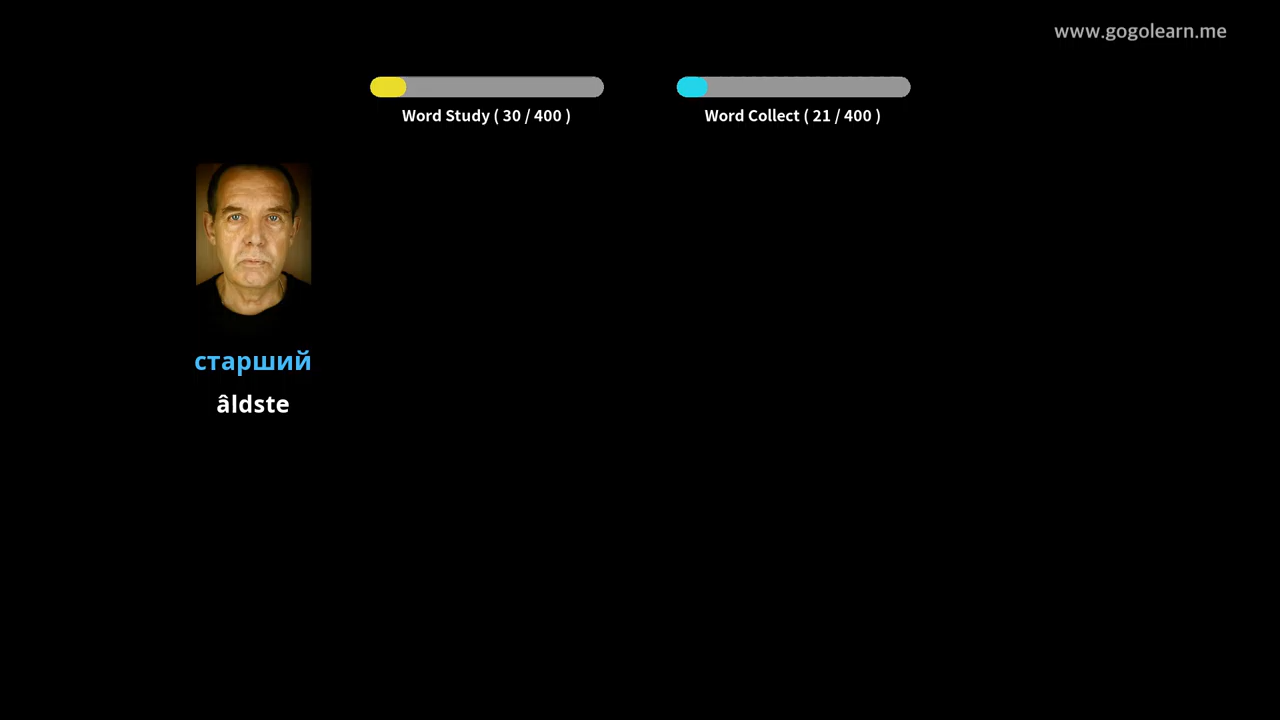 www.gogolearn.me
Word Study ( 30 / 400 )
Word Collect ( 21 / 400 )
старший
âldste